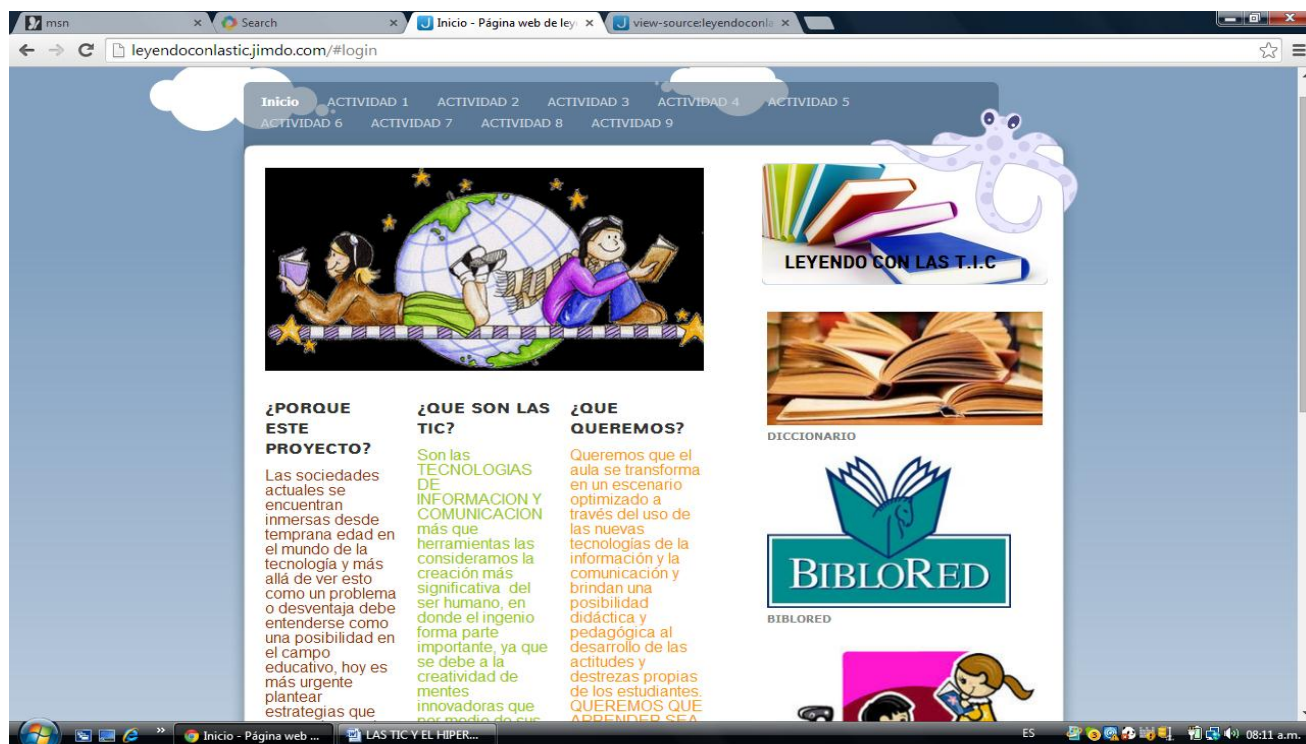 msn
Search
Inicio - Página web de ley
view-source:leyendoconla
leyendoconlastic.jimdo.com/#login
Inicio ACTIVIDAD 1 ACTIVIDAD 2 ACTIVIDAD 3 ACTIVIDAD 4 ACTIVIDAD 5
ACTIVIDAD 6 ACTIVIDAD 7 ACTIVIDAD 8 ACTIVIDAD 9
¿PORQUE
ESTE
PROYECTO?
Las sociedades
actuales se
encuentran
inmersas desde
temprana edad en
el mundo de la
tecnología y más
allá de ver esto
como un problema
o desventaja debe
entenderse como
una posibilidad en
el campo
educativo, hoy es
más urgente
plantear
estrategias que
¿QUE SON LAS
TIC?
Son las
TECNOLOGIAS
DE
INFORMACION Y
COMUNICACION
más que
herramientas las
consideramos la
creación más
significativa del
ser humano, en
donde el ingenio
forma parte
importante, ya que
se debe a la
creatividad de
mentes
innovadoras que
por medio de sus
¿QUE
QUEREMOS?
Queremos que el
aula se transforma
en un escenario
optimizado a
través del uso de
las nuevas
tecnologías de la
información y la
comunicación y
brindan una
posibilidad
didáctica y
pedagógica al
desarrollo de las
actitudes y
destrezas propias
de los estudiantes.
QUEREMOS QUE
APRENDER SEA
LEYENDO CON LAS T.I.C
DICCIONARIO
BIBLORED
BIBLORED
Inicio - Página web ...
LAS TIC Y EL HIPER...
ES
08:11 a.m.